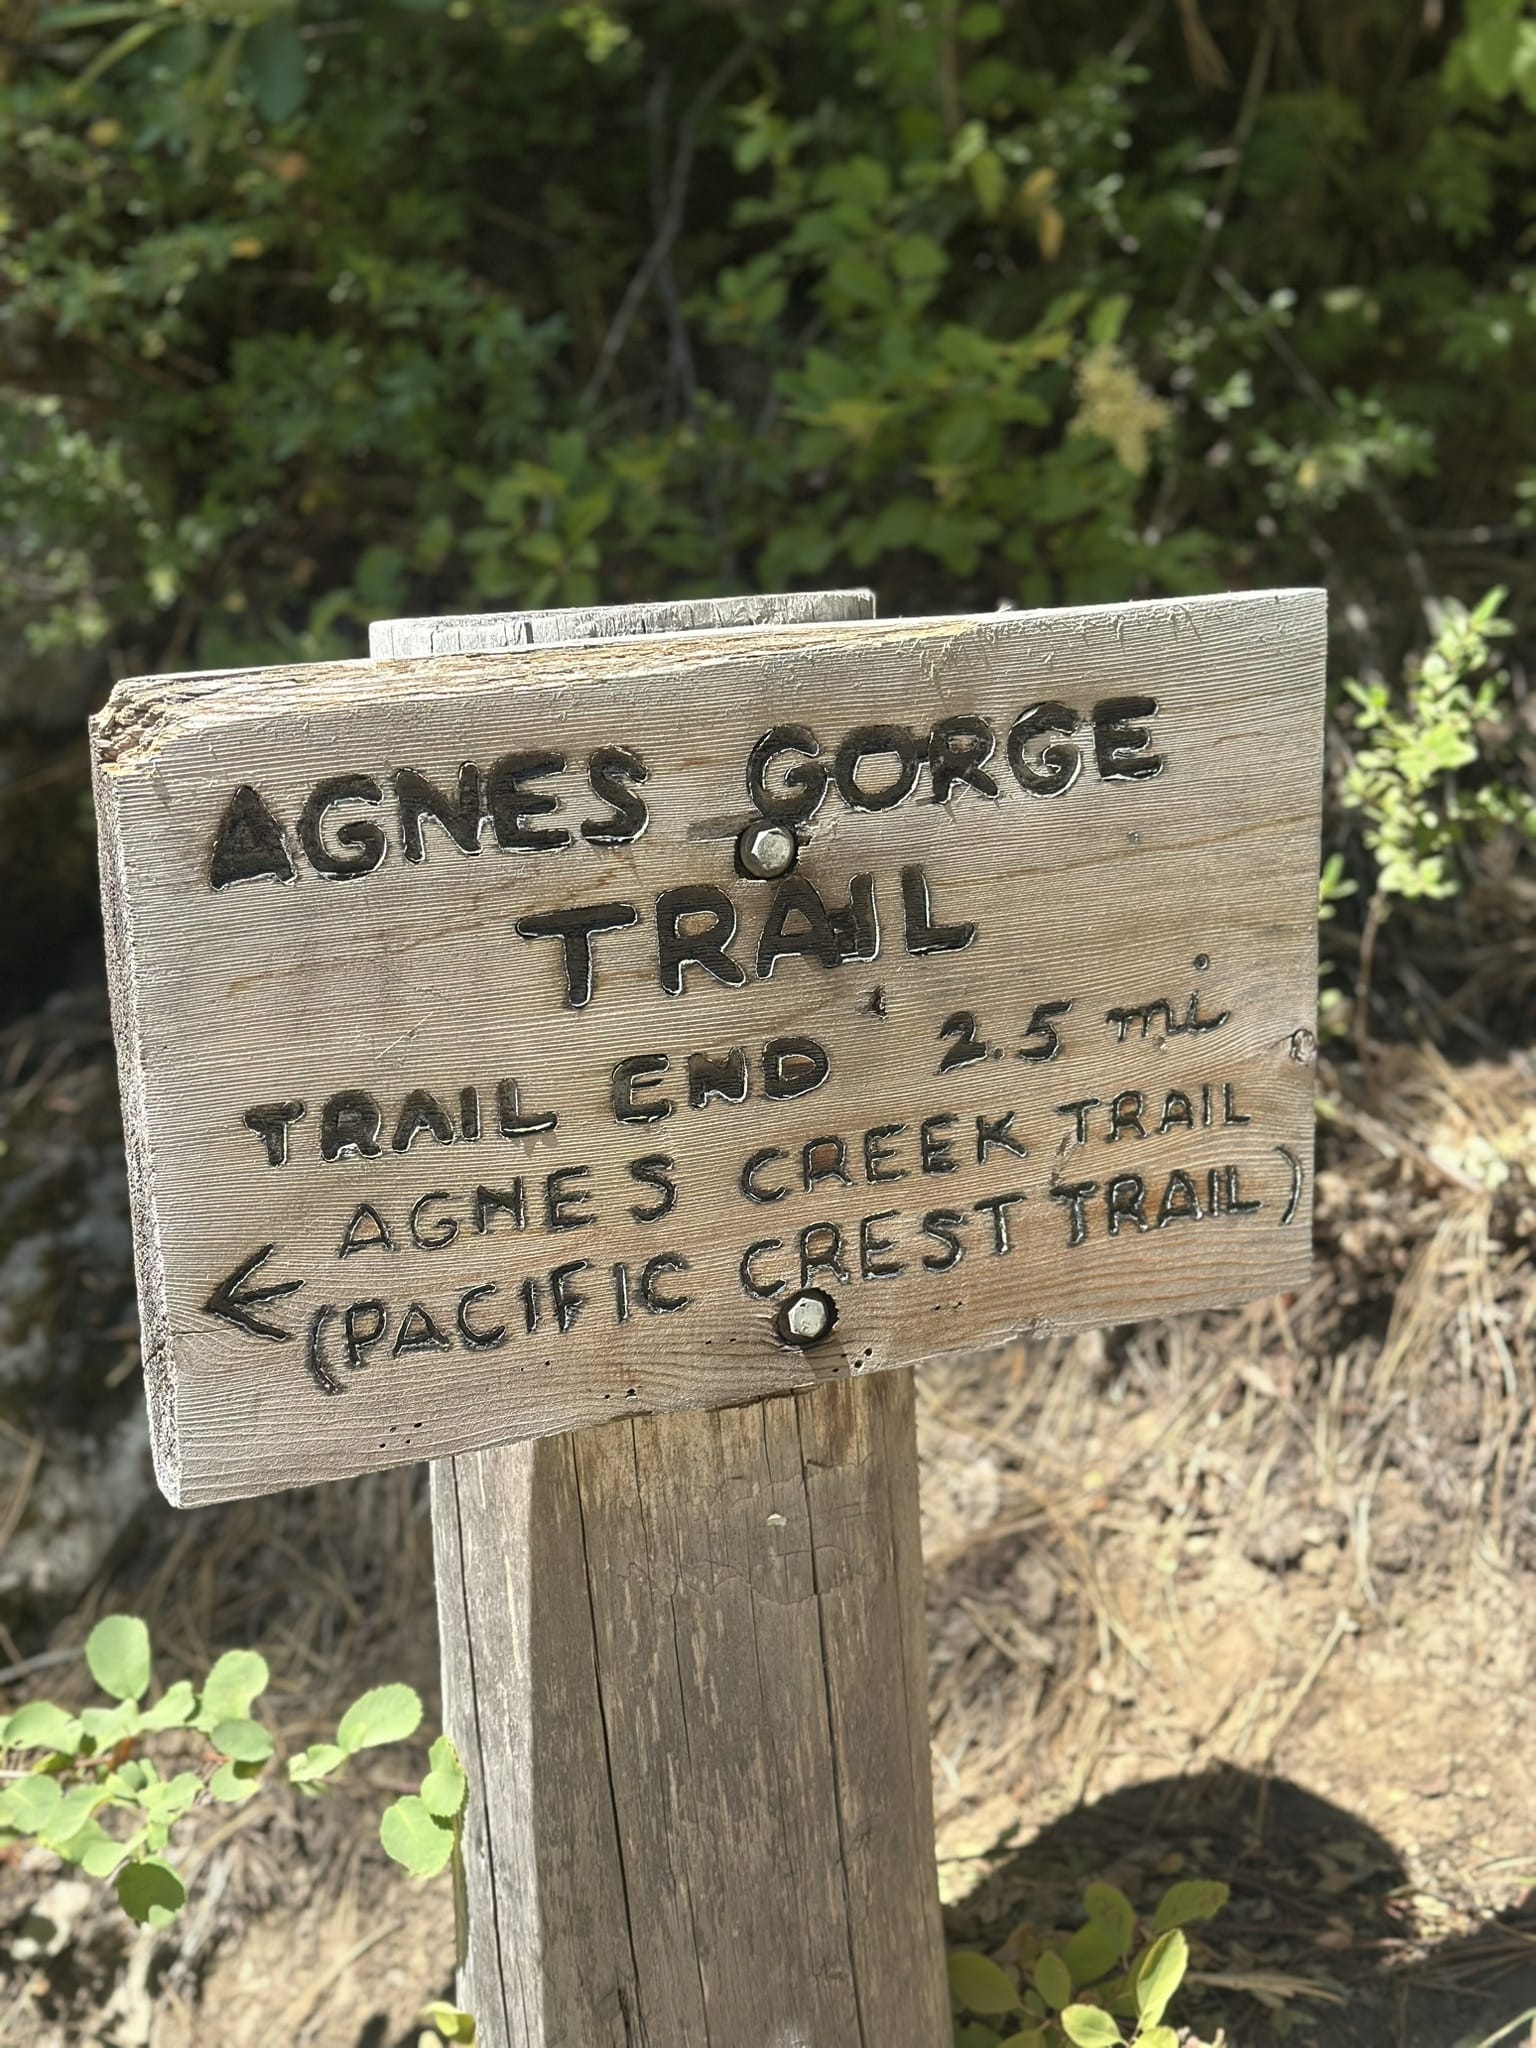 AGNES GORGE
TRAIL
TRAIL END 2.5 mi
AGNES CREEK TRAIL
← (PACIFIC CREST TRAIL)